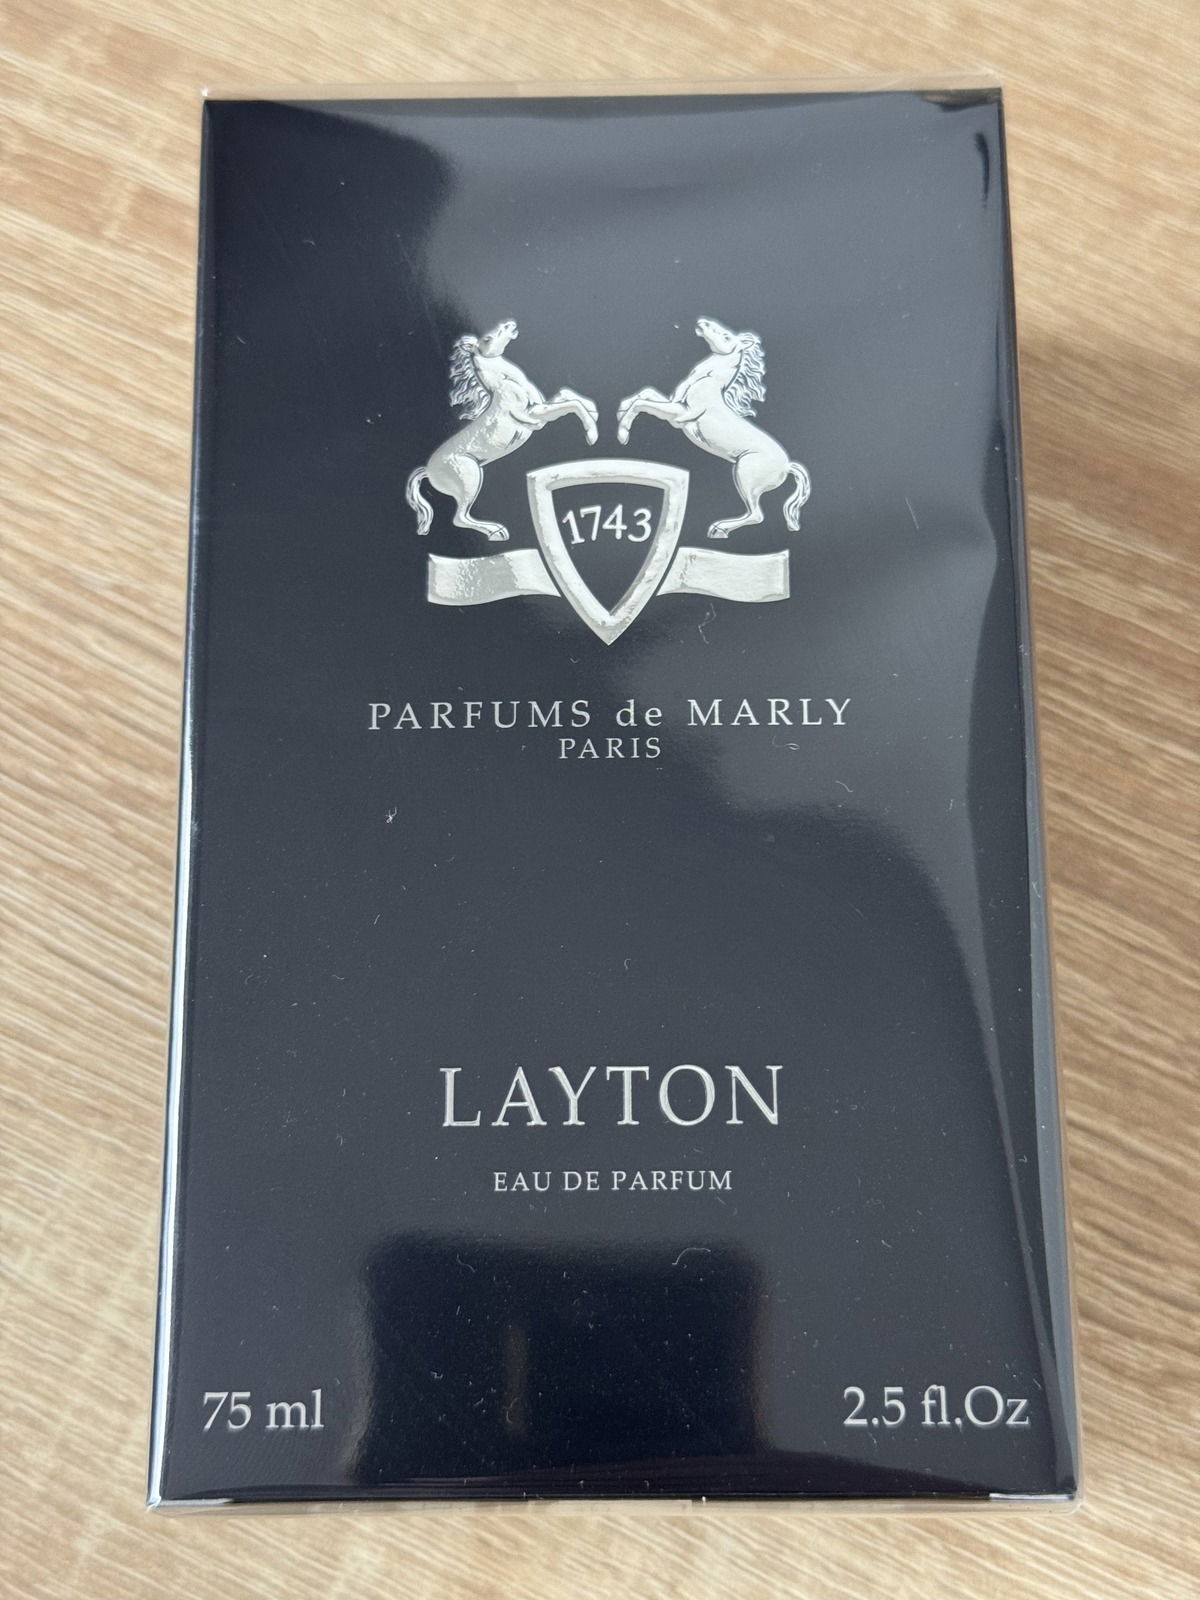 1743
PARFUMS de MARLY
PARIS
LAYTON
EAU DE PARFUM
75 ml 2.5 fl.Oz